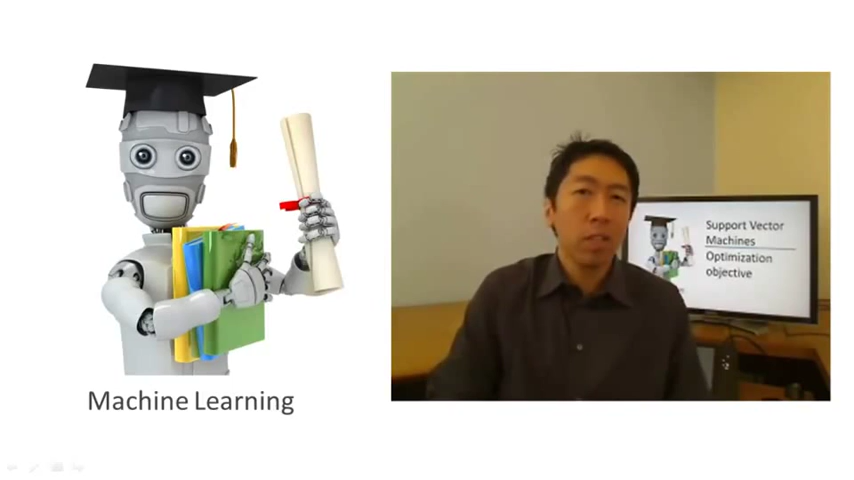 Machine Learning
Support Vector
Machines
Optimization
objective